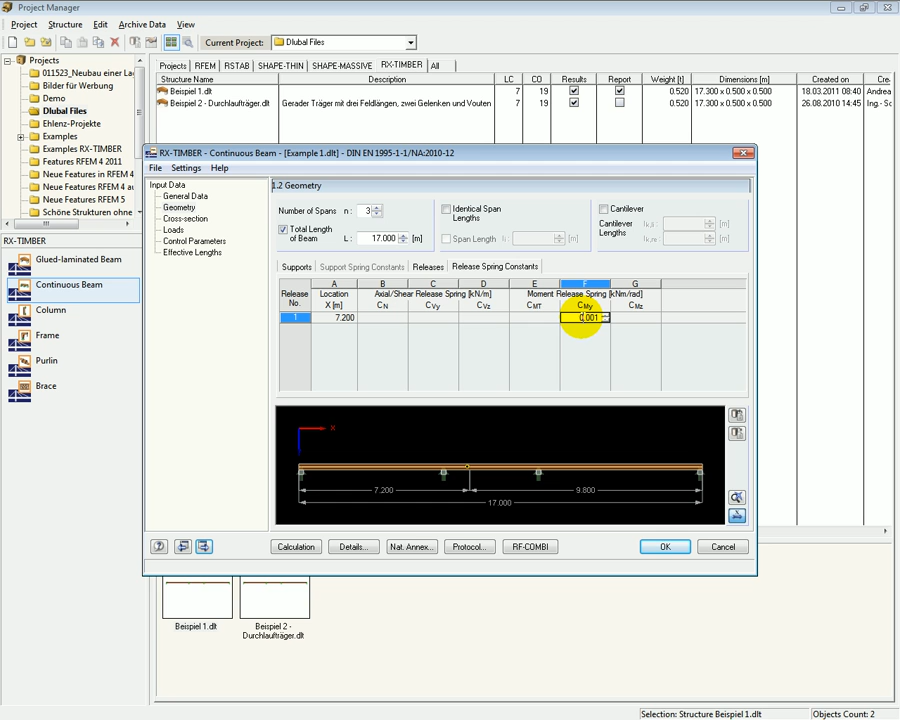 Project Manager
Project Structure Edit Archive Data View
Current Project: Dlubal Files
Projects
011523_Neubau einer La
Bilder für Werbung
Demo
Dlubal Files
Ehlenz-Projekte
Examples
Examples RX-TIMBER
Features RFEM 4 2011
Neue Features in RFEM 4
Neue Features RFEM 4 au
Neue Features RFEM 5
Schöne Strukturen ohne
Projects RFEM RSTAB SHAPE-THIN SHAPE-MASSIVE RX-TIMBER All
Structure Name Description LC CO Results Report Weight [t] Dimensions [m] Created on Cre
Beispiel 1.dlt 7 19 0.520 17.300 x 0.500 x 0.500 18.03.2011 08:40 Andrea
Beispiel 2 - Durchlaufträger.dlt Gerader Träger mit drei Feldlängen, zwei Gelenken und Vouten 7 19 0.520 17.300 x 0.500 x 0.500 26.08.2010 14:45 Ing.- Sc
RX-TIMBER
Glued-laminated Beam
Continuous Beam
Column
Frame
Purlin
Brace
RX-TIMBER - Continuous Beam - [Example 1.dlt] - DIN EN 1995-1-1/NA:2010-12
File Settings Help
Input Data
General Data
Geometry
Cross-section
Loads
Control Parameters
Effective Lengths
1.2 Geometry
Number of Spans n : 3
Total Length of Beam L : 17.000 [m]
Identical Span Lengths
Span Length [m]
Cantilever
Cantilever Lengths [m]
[m]
Supports Support Spring Constants Releases Release Spring Constants
A B C D E F G
Release Location Axial/Shear Release Spring [kN/m] Moment Release Spring [kNm/rad]
No. X [m] CN CVy CVz CMT CMy CMz
1 7.200 0.001
X
7.200 9.800
17.000
Calculation Details... Nat. Annex... Protocol... RF-COMBI OK Cancel
Beispiel 1.dlt
Beispiel 2 - Durchlaufträger.dlt
Selection: Structure Beispiel 1.dlt Objects Count: 2